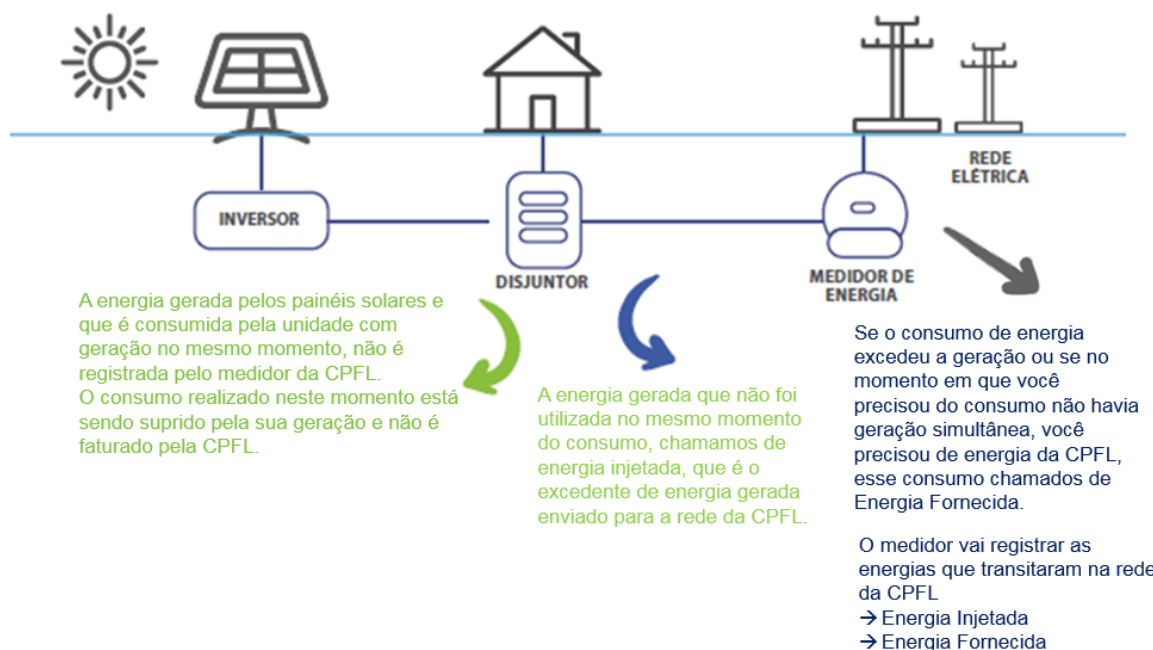 REDE
ELÉTRICA
INVERSOR
DISJUNTOR
MEDIDOR DE
ENERGIA
A energia gerada pelos painéis solares e
que é consumida pela unidade com
geração no mesmo momento, não é
registrada pelo medidor da CPFL.
O consumo realizado neste momento está
sendo suprido pela sua geração e não é
faturado pela CPFL.
A energia gerada que não foi
utilizada no mesmo momento
do consumo, chamamos de
energia injetada, que é o
excedente de energia gerada
enviado para a rede da CPFL.
Se o consumo de energia
excedeu a geração ou se no
momento em que você
precisou do consumo não havia
geração simultânea, você
precisou de energia da CPFL,
esse consumo chamados de
Energia Fornecida.
O medidor vai registrar as
energias que transitaram na rede
da CPFL
→ Energia Injetada
→ Energia Fornecida